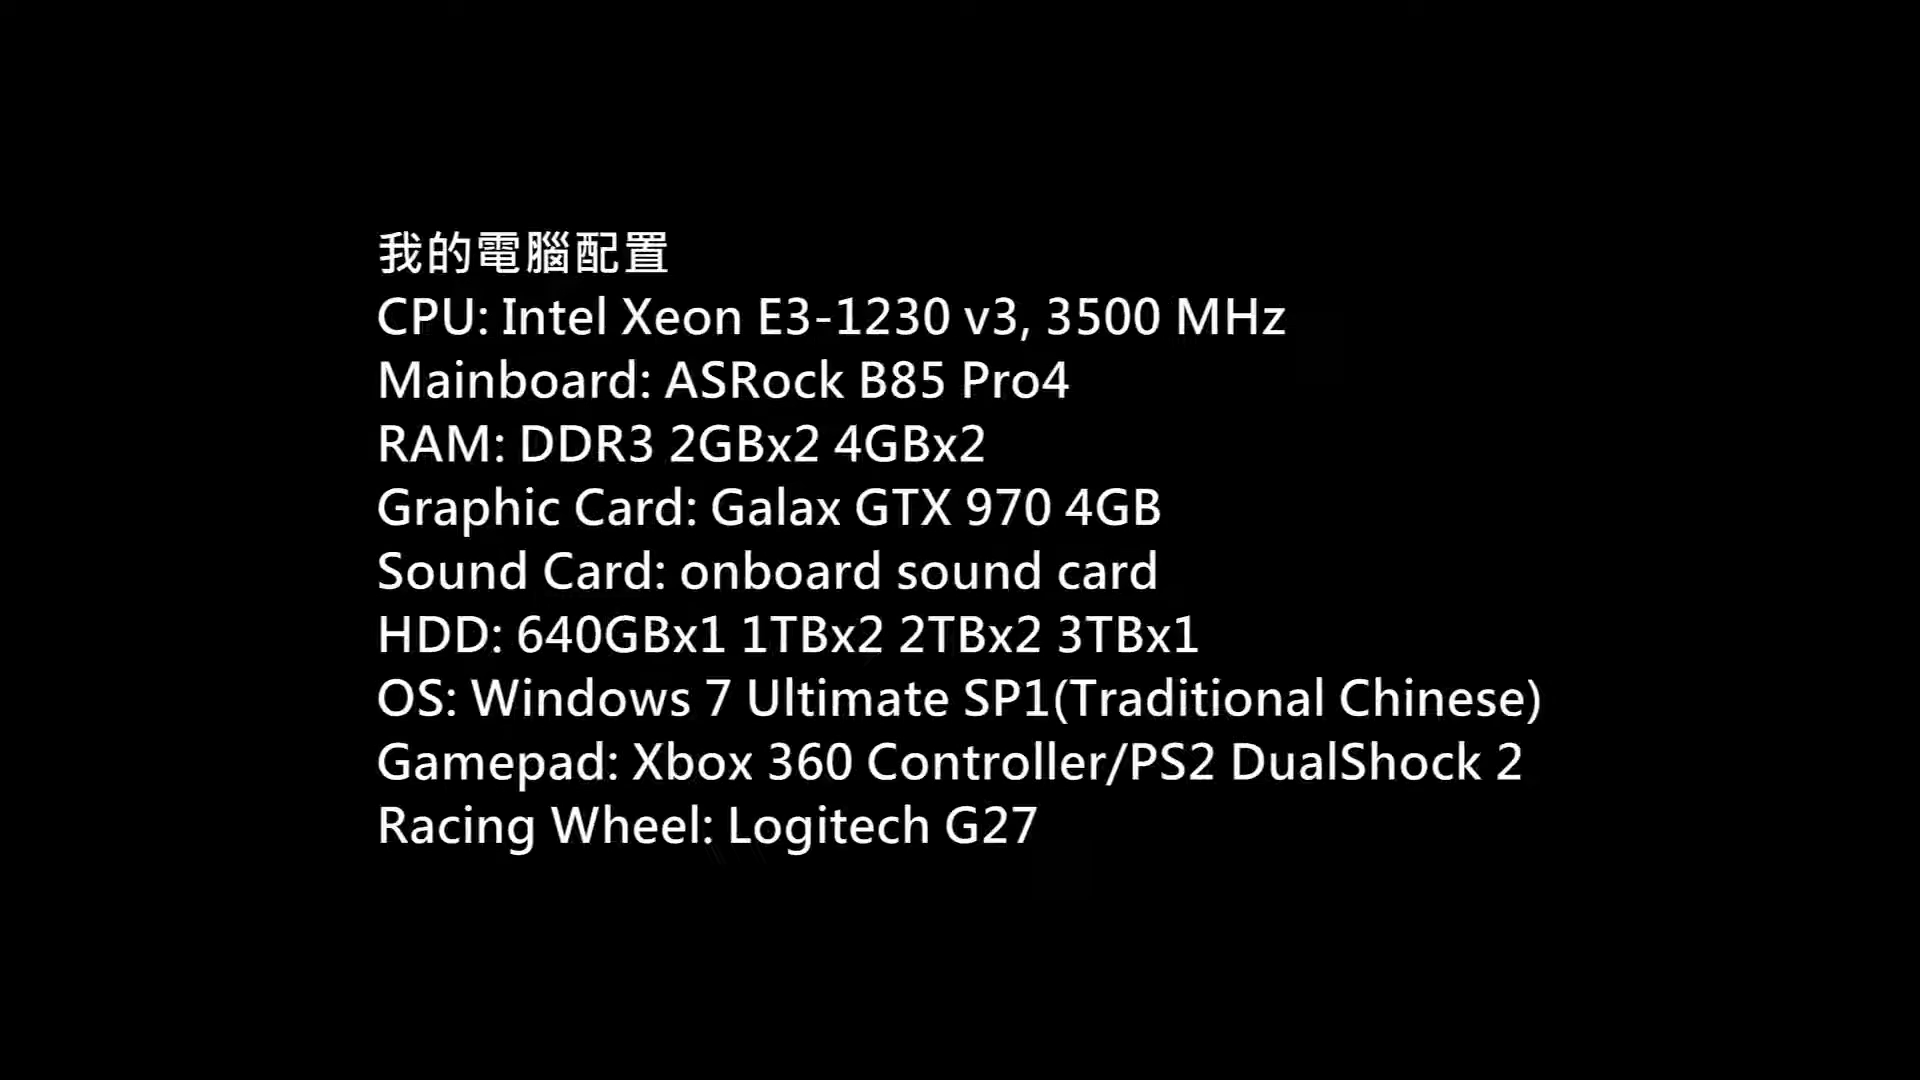 我的電腦配置
CPU: Intel Xeon E3-1230 v3, 3500 MHz
Mainboard: ASRock B85 Pro4
RAM: DDR3 2GBx2 4GBx2
Graphic Card: Galax GTX 970 4GB
Sound Card: onboard sound card
HDD: 640GBx1 1TBx2 2TBx2 3TBx1
OS: Windows 7 Ultimate SP1(Traditional Chinese)
Gamepad: Xbox 360 Controller/PS2 DualShock 2
Racing Wheel: Logitech G27